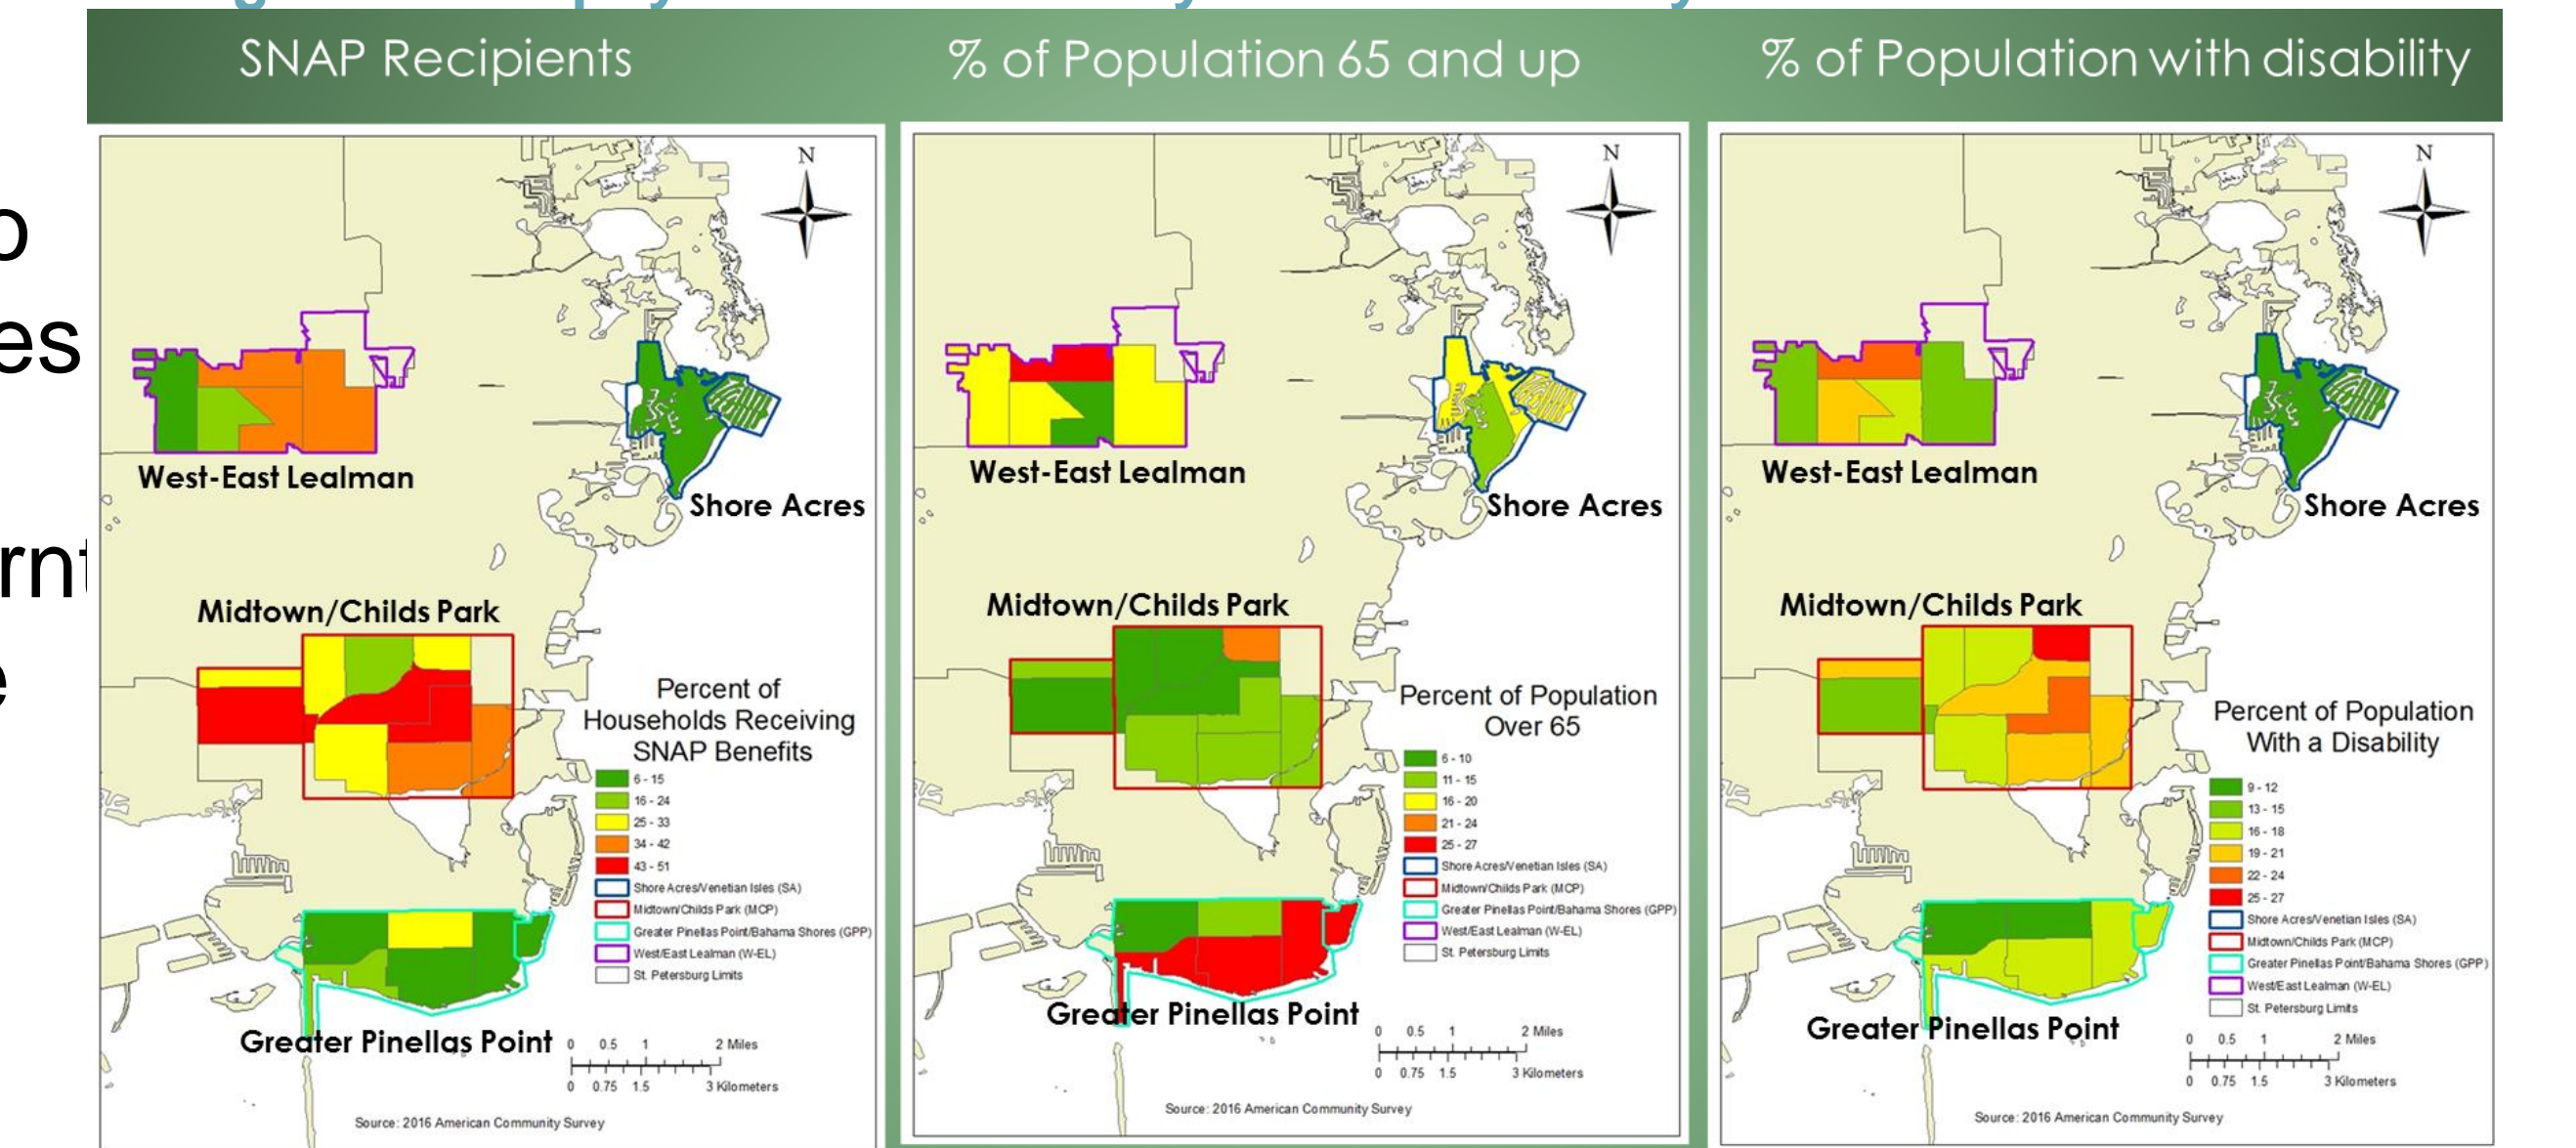 SNAP Recipients
% of Population 65 and up
% of Population with disability
N
West-East Lealman
Shore Acres
Midtown/Childs Park
Percent of
Households Receiving
SNAP Benefits
6 - 15
16 - 24
25 - 33
34 - 42
43 - 51
Shore Acres/Venetian Isles (SA)
Midtown/Childs Park (MCP)
Greater Pinellas Point/Bahama Shores (GPP)
West/East Lealman (W-EL)
St. Petersburg Limits
Greater Pinellas Point
0 0.5 1 2 Miles
0 0.75 1.5 3 Kilometers
Source: 2016 American Community Survey
N
West-East Lealman
Shore Acres
Midtown/Childs Park
Percent of Population
Over 65
6 - 10
11 - 15
16 - 20
21 - 24
25 - 27
Shore Acres/Venetian Isles (SA)
Midtown/Childs Park (MCP)
Greater Pinellas Point/Bahama Shores (GPP)
West/East Lealman (W-EL)
St. Petersburg Limits
Greater Pinellas Point
0 0.5 1 2 Miles
0 0.75 1.5 3 Kilometers
Source: 2016 American Community Survey
N
West-East Lealman
Shore Acres
Midtown/Childs Park
Percent of Population
With a Disability
9 - 12
13 - 15
16 - 18
19 - 21
22 - 24
25 - 27
Shore Acres/Venetian Isles (SA)
Midtown/Childs Park (MCP)
Greater Pinellas Point/Bahama Shores (GPP)
West/East Lealman (W-EL)
St. Petersburg Limits
Greater Pinellas Point
0 0.5 1 2 Miles
0 0.75 1.5 3 Kilometers
Source: 2016 American Community Survey